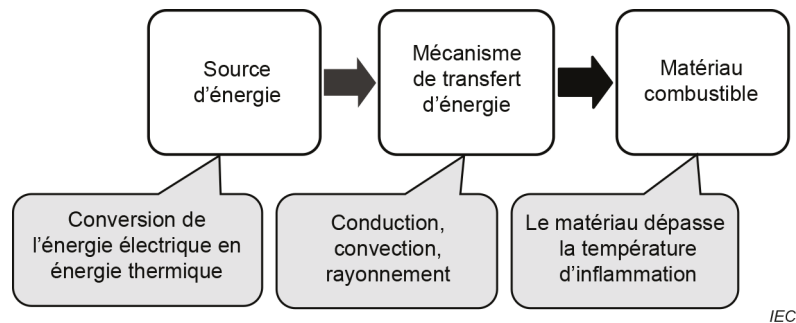 Source
d’énergie
Mécanisme
de transfert
d’énergie
Matériau
combustible
Conversion de
l’énergie électrique en
énergie thermique
Conduction,
convection,
rayonnement
Le matériau dépasse
la température
d’inflammation
IEC